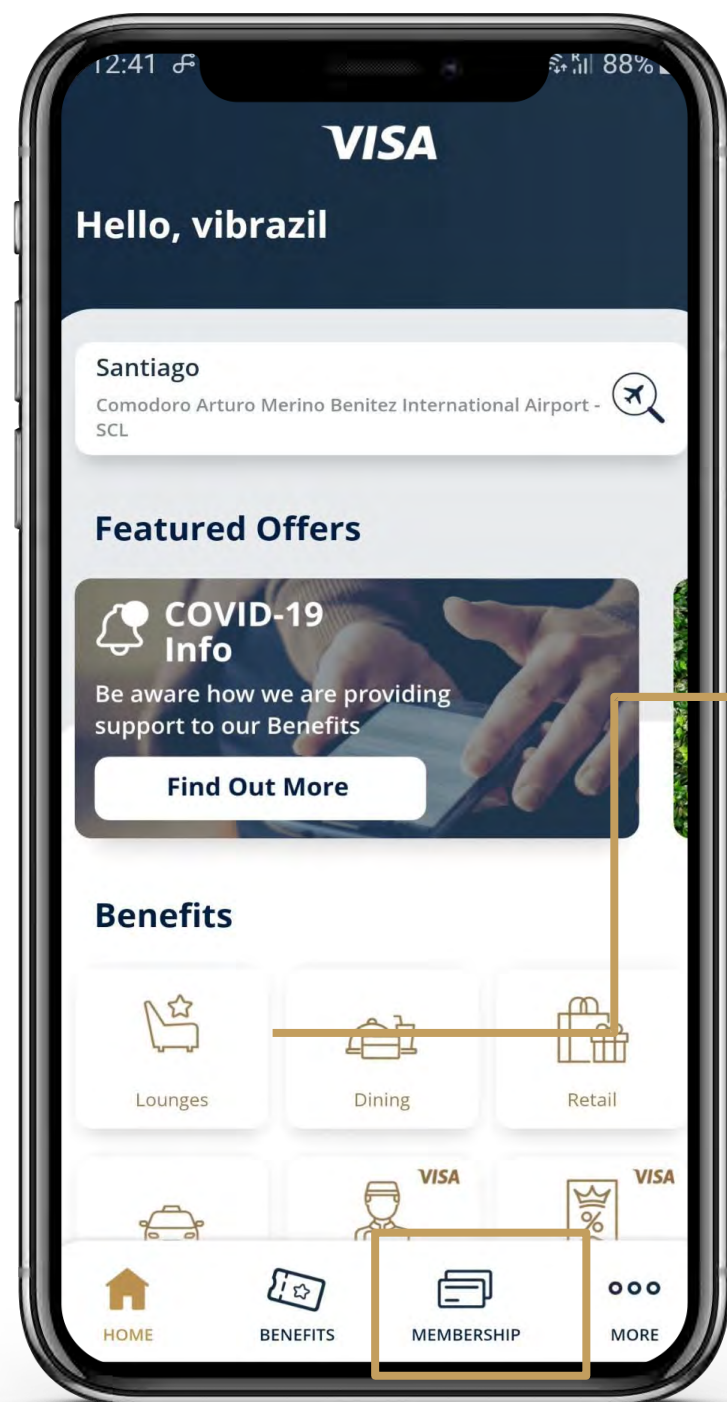 12:41
88%
VISA
Hello, vibrazil
Santiago
Comodoro Arturo Merino Benitez International Airport -
SCL
Featured Offers
COVID-19
Info
Be aware how we are providing
support to our Benefits
Find Out More
Benefits
Lounges
Dining
Retail
VISA
VISA
%
HOME
BENEFITS
MEMBERSHIP
MORE